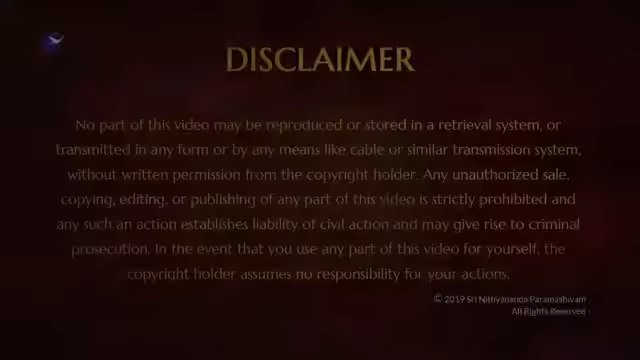 DISCLAIMER
No part of this video may be reproduced or stored in a retrieval system, or
transmitted in any form or by any means like cable or similar transmission system,
without written permission from the copyright holder. Any unauthorized sale,
copying, editing, or publishing of any part of this video is strictly prohibited and
any such an action establishes liability of civil action and may give rise to criminal
prosecution. In the event that you use any part of this video for yourself, the
copyright holder assumes no responsibility for your actions.
© 2019 Sri Nithyananda Paramashivam
All Rights Reserved